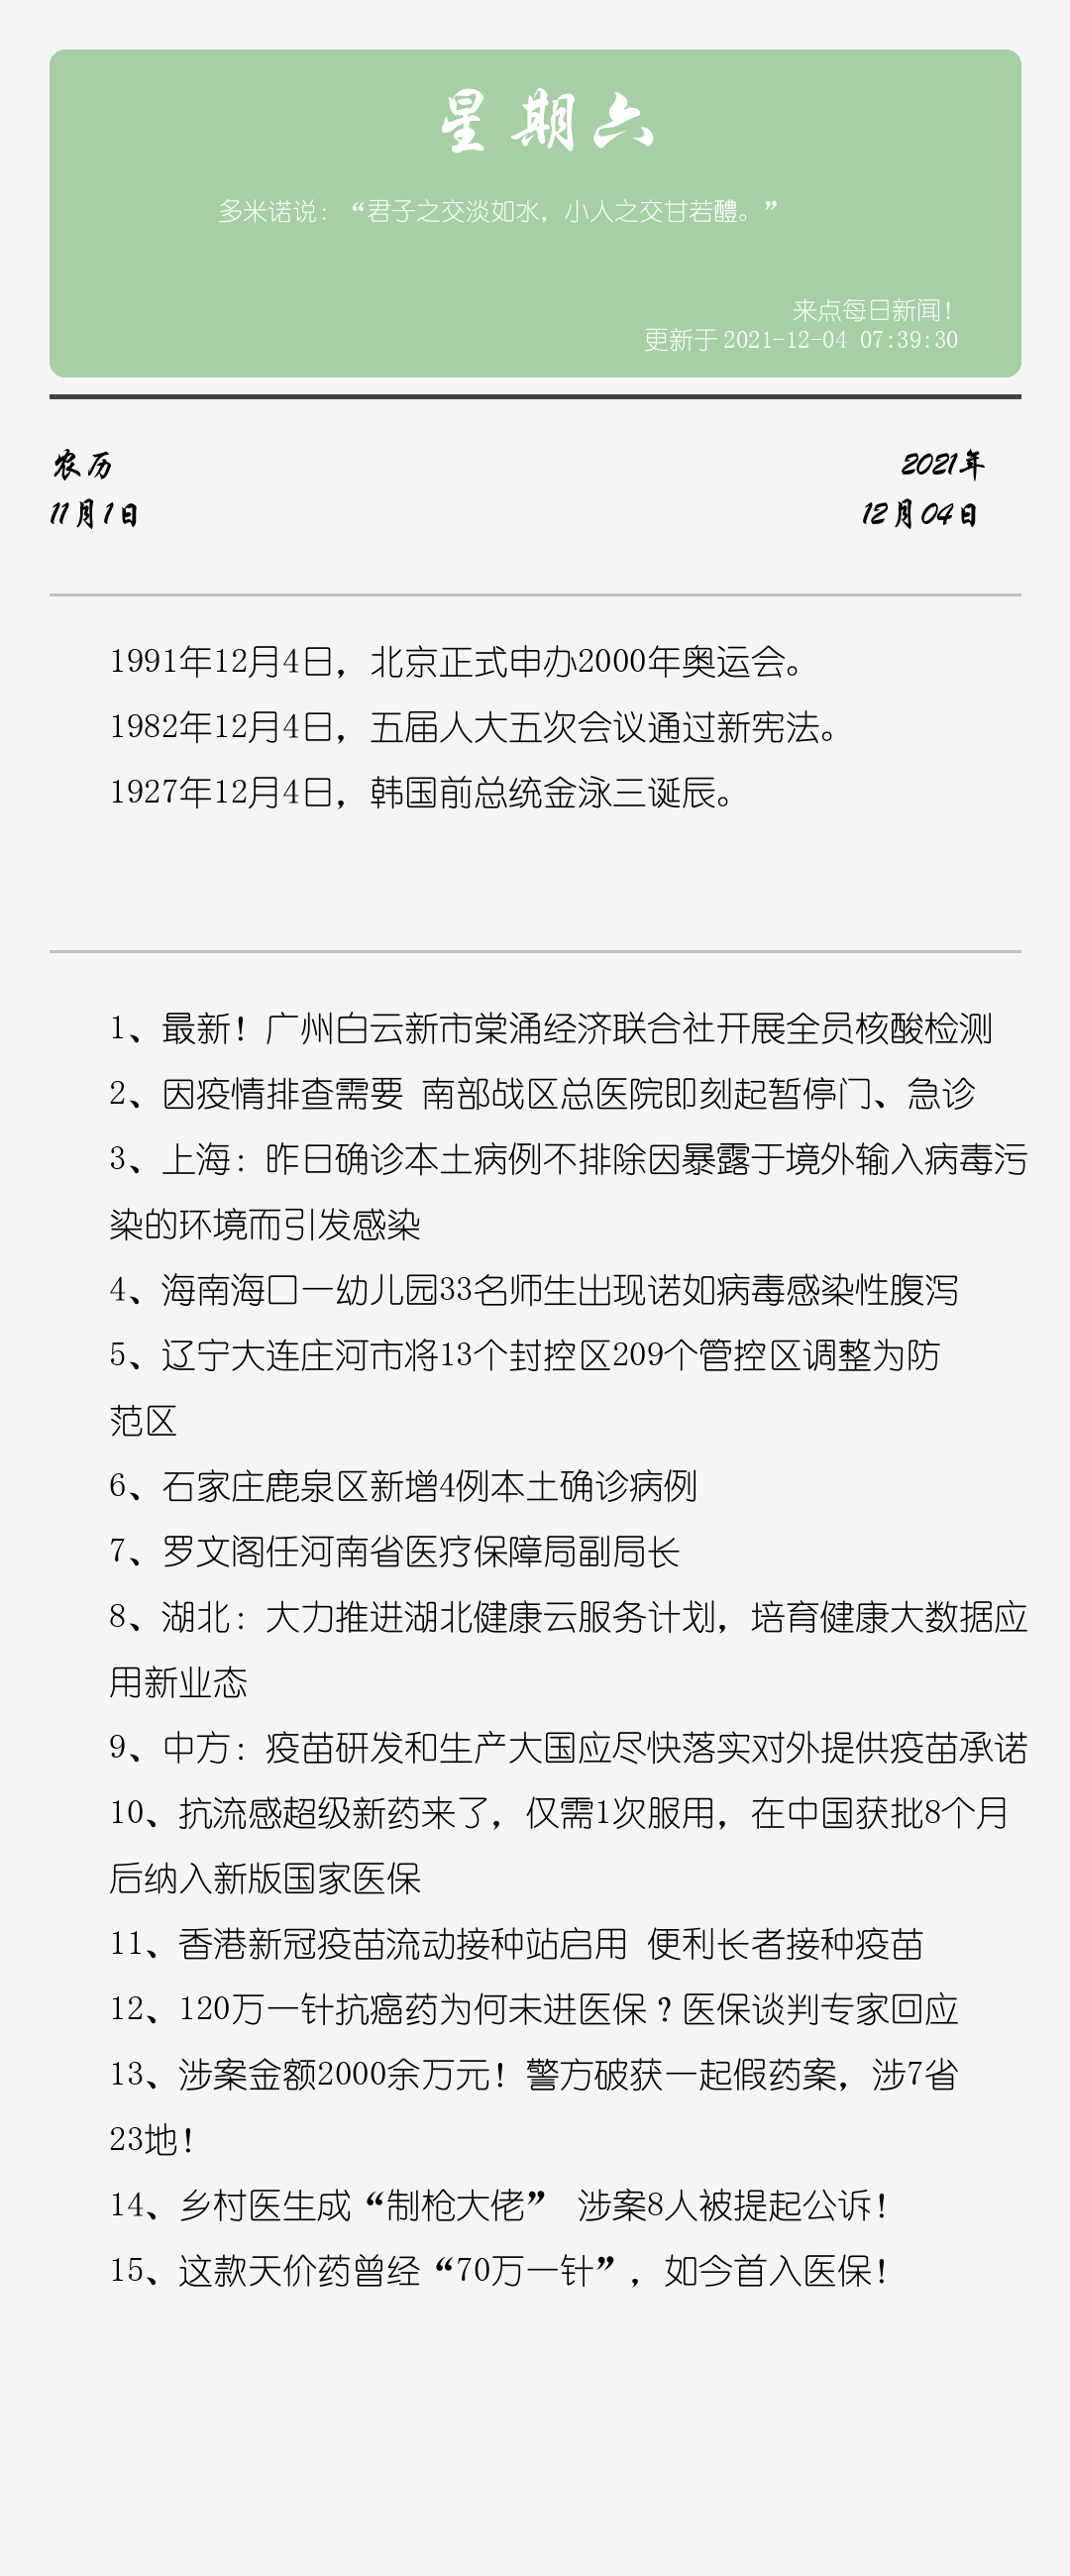 星期六
多米诺说：“君子之交淡如水，小人之交甘若醴。”
来点每日新闻！
更新于 2021-12-04 07:39:30
农历
11月1日
2021年
12月04日
1991年12月4日，北京正式申办2000年奥运会。
1982年12月4日，五届人大五次会议通过新宪法。
1927年12月4日，韩国前总统金泳三诞辰。
1、最新！广州白云新市棠涌经济联合社开展全员核酸检测
2、因疫情排查需要 南部战区总医院即刻起暂停门、急诊
3、上海：昨日确诊本土病例不排除因暴露于境外输入病毒污
染的环境而引发感染
4、海南海口一幼儿园33名师生出现诺如病毒感染性腹泻
5、辽宁大连庄河市将13个封控区209个管控区调整为防
范区
6、石家庄鹿泉区新增4例本土确诊病例
7、罗文阁任河南省医疗保障局副局长
8、湖北：大力推进湖北健康云服务计划，培育健康大数据应
用新业态
9、中方：疫苗研发和生产大国应尽快落实对外提供疫苗承诺
10、抗流感超级新药来了，仅需1次服用，在中国获批8个月
后纳入新版国家医保
11、香港新冠疫苗流动接种站启用 便利长者接种疫苗
12、120万一针抗癌药为何未进医保？医保谈判专家回应
13、涉案金额2000余万元！警方破获一起假药案，涉7省
23地！
14、乡村医生成“制枪大佬” 涉案8人被提起公诉！
15、这款天价药曾经“70万一针”，如今首入医保！